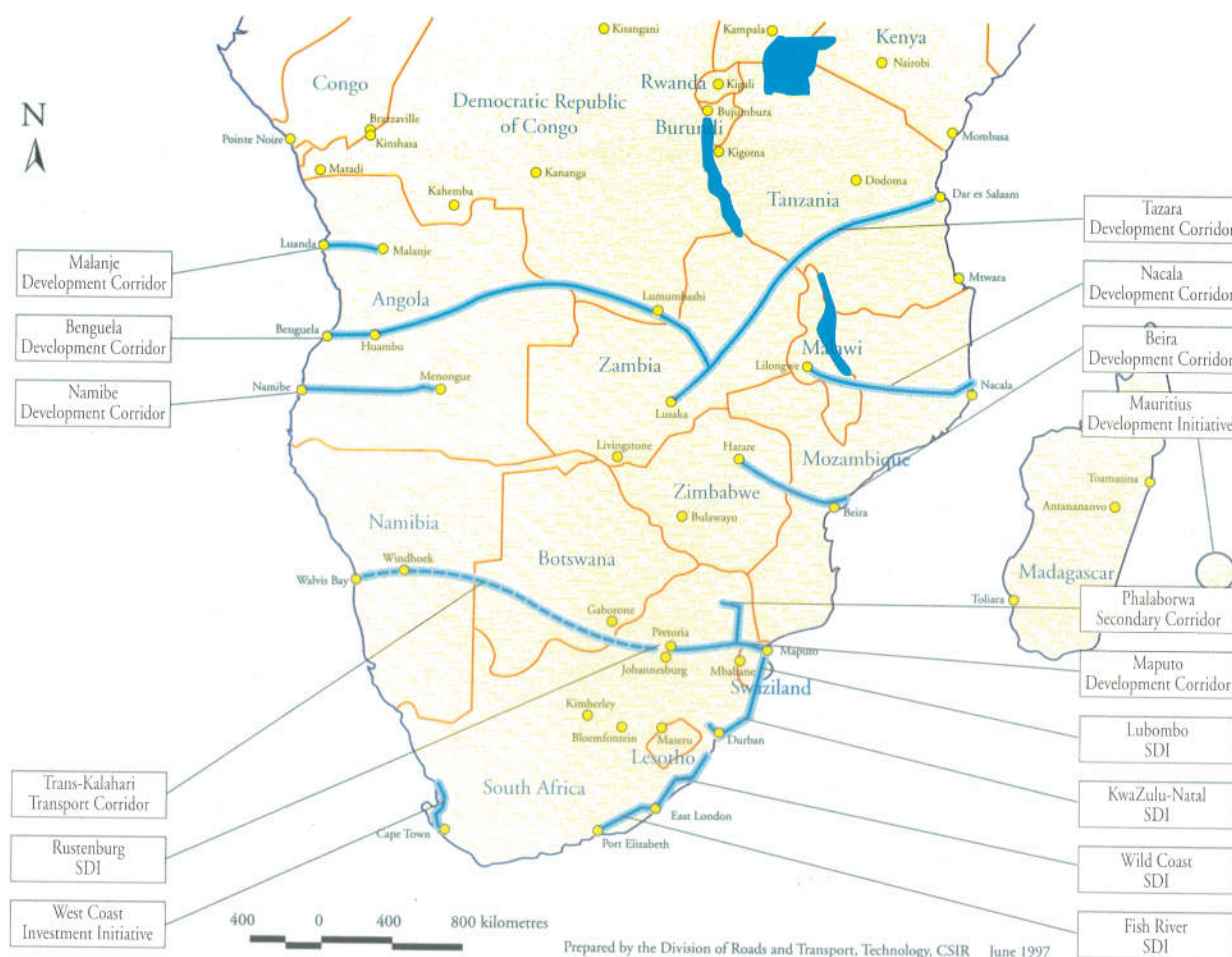 Kisangani
Kampala
Kenya
Nairobi
Congo
Rwanda
Kigali
Democratic Republic
of Congo
N
Brazzaville
Bujumbura
Burundi
Pointe Noire
Kinshasa
Mombasa
Kigoma
Matadi
Kananga
Dodoma
Kahemba
Tanzania
Dar es Salaam
Tazara
Development Corridor
Luanda
Malanje
Malanje
Development Corridor
Mtwara
Nacala
Development Corridor
Angola
Lumumbashi
Benguela
Development Corridor
Benguela
Huambo
Beira
Development Corridor
Malawi
Zambia
Lilongwe
Namibe
Development Corridor
Namibe
Menongue
Nacala
Lusaka
Mauritius
Development Initiative
Livingstone
Harare
Mozambique
Toamasina
Zimbabwe
Antananarivo
Beira
Bulawayo
Namibia
Botswana
Windhoek
Walvis Bay
Madagascar
Toliara
Phalaborwa
Secondary Corridor
Gaborone
Pretoria
Maputo
Johannesburg
Mbabane
Maputo
Development Corridor
Swaziland
Kimberley
Bloemfontein
Maseru
Durban
Lubombo
SDI
Lesotho
Trans-Kalahari
Transport Corridor
South Africa
KwaZulu-Natal
SDI
East London
Cape Town
Port Elizabeth
Rustenburg
SDI
Wild Coast
SDI
West Coast
Investment Initiative
400 0 400 800 kilometres
Fish River
SDI
Prepared by the Division of Roads and Transport, Technology, CSIR June 1997